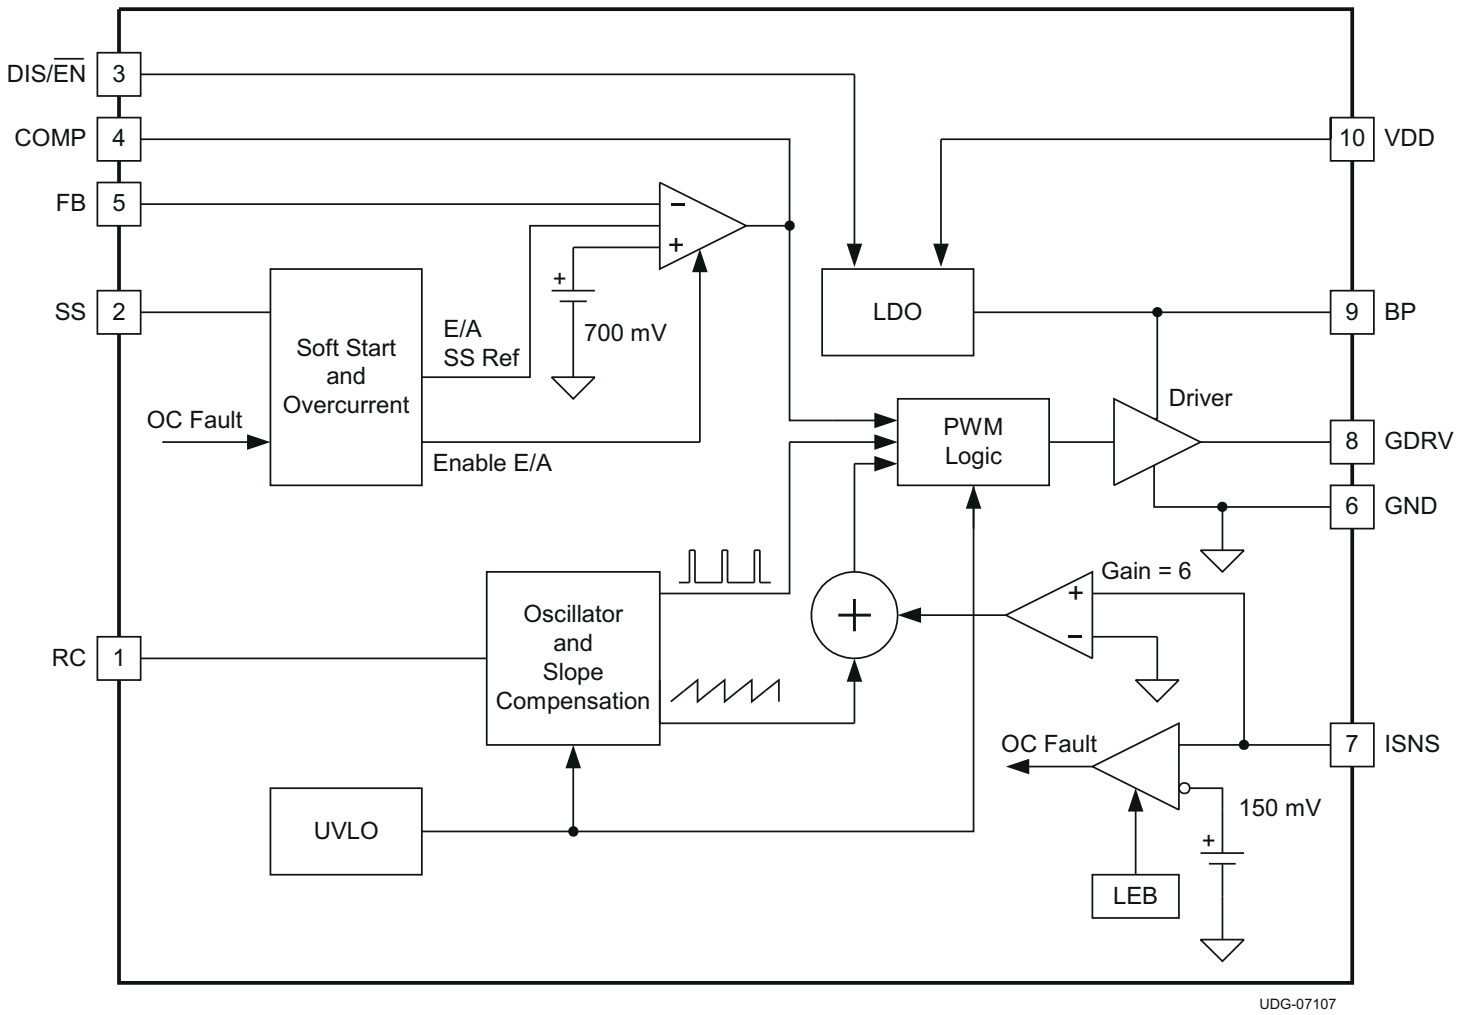 DIS/EN 3
COMP 4
10 VDD
FB 5
−
+
SS 2
+
700 mV
E/A
SS Ref
Soft Start
and
Overcurrent
OC Fault
Enable E/A
LDO
9 BP
Driver
PWM
Logic
8 GDRV
6 GND
Gain = 6
+
−
+
Oscillator
and
Slope
Compensation
RC 1
OC Fault
7 ISNS
150 mV
+
UVLO
LEB
UDG-07107